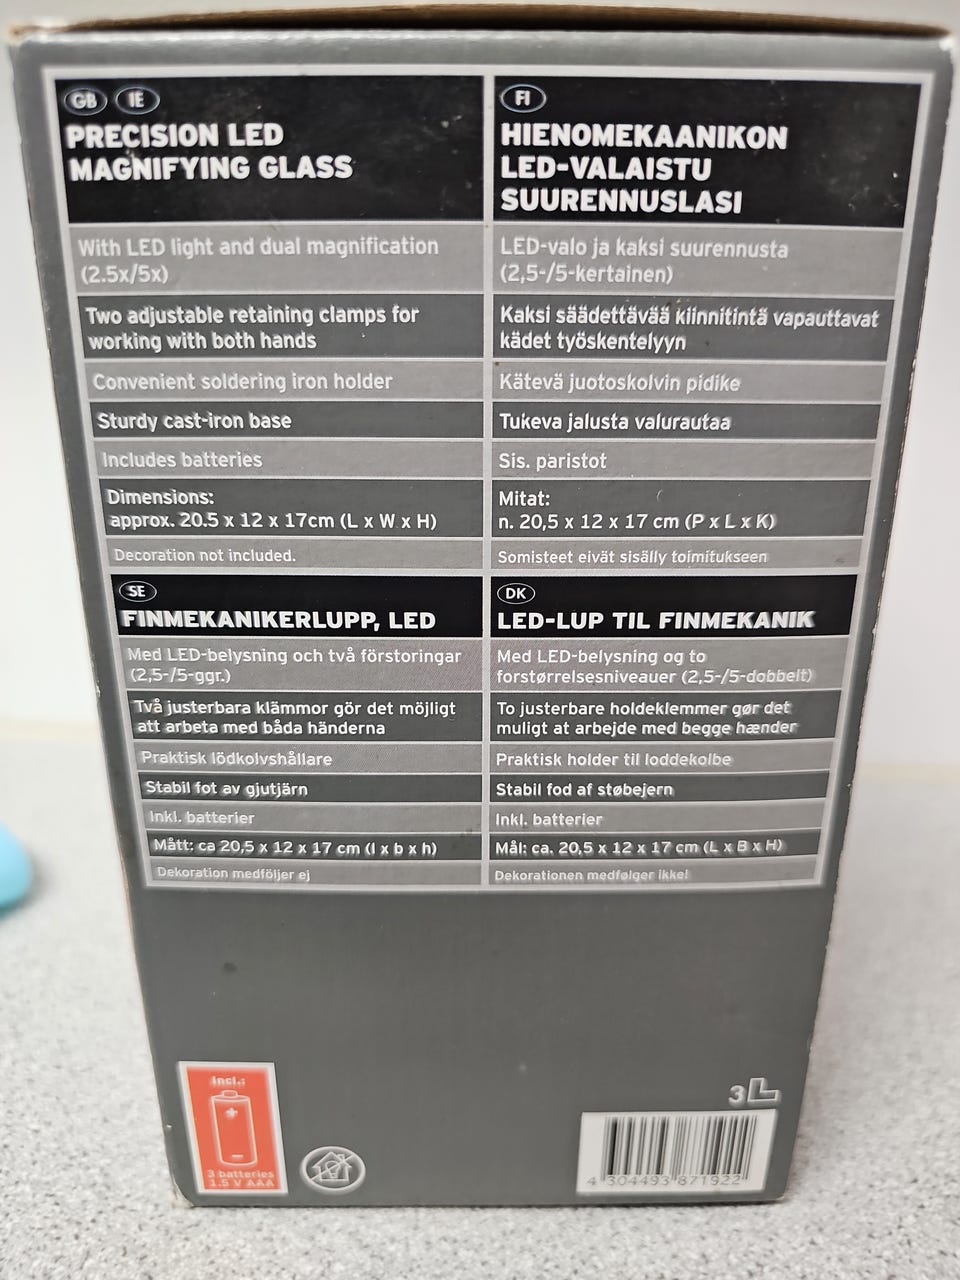 GB IE
PRECISION LED
MAGNIFYING GLASS
With LED light and dual magnification
(2.5x/5x)
Two adjustable retaining clamps for
working with both hands
Convenient soldering iron holder
Sturdy cast-iron base
Includes batteries
Dimensions:
approx. 20.5 x 12 x 17cm (L x W x H)
Decoration not included.
FI
HIENOMEKAANIKON
LED-VALAISTU
SUURENNUSLASI
LED-valo ja kaksi suurennusta
(2,5-/5-kertainen)
Kaksi säädettävää kiinnitintä vapauttavat
kädet työskentelyyn
Kätevä juotoskolvin pidike
Tukeva jalusta valurautaa
Sis. paristot
Mitat:
n. 20,5 x 12 x 17 cm (P x L x K)
Somisteet eivät sisälly toimitukseen
SE
FINMEKANIKERLUPP, LED
Med LED-belysning och två förstoringar
(2,5-/5-ggr.)
Två justerbara klämmor gör det möjligt
att arbeta med båda händerna
Praktisk lödkolvshållare
Stabil fot av gjutjärn
Inkl. batterier
Mått: ca 20,5 x 12 x 17 cm (l x b x h)
Dekoration medföljer ej
DK
LED-LUP TIL FINMEKANIK
Med LED-belysning og to
forstørrelsesniveauer (2,5-/5-dobbelt)
To justerbare holdeklemmer gør det
muligt at arbejde med begge hænder
Praktisk holder til loddekolbe
Stabil fod af støbejern
Inkl. batterier
Mål: ca. 20,5 x 12 x 17 cm (L x B x H)
Dekorationen medfølger ikke!
Incl.:
3 batteries
1.5 V AAA
3L
4 304493 871922